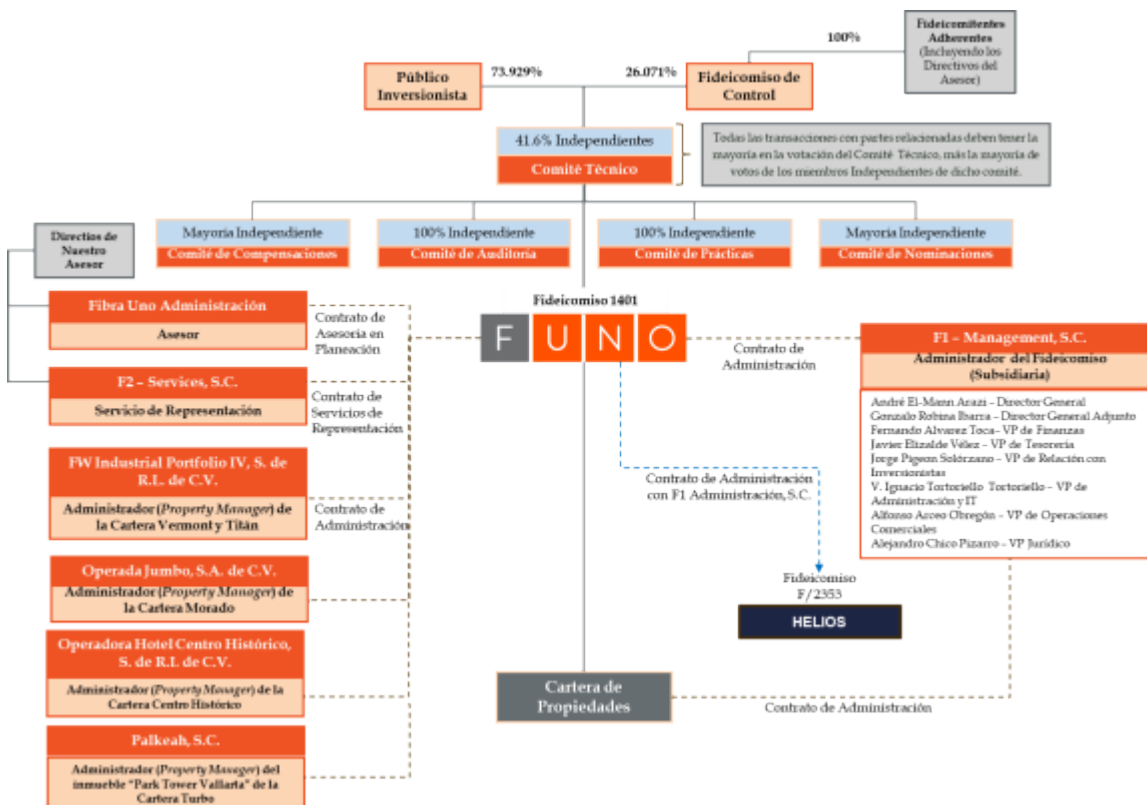 Fideicomitentes
Adherentes
(Incluyendo los
Directivos del
Asesor)
100%
Público
Inversionista
73.929%
26.071%
Fideicomiso de
Control
41.6% Independientes
Comité Técnico
Todas las transacciones con partes relacionadas deben tener la
mayoría en la votación del Comité Técnico, más la mayoría de
votos de los miembros Independientes de dicho comité.
Mayoría Independiente
Comité de Compensaciones
100% Independiente
Comité de Auditoría
100% Independiente
Comité de Prácticas
Mayoría Independiente
Comité de Nominaciones
Directios de
Nuestro
Asesor
Fibra Uno Administración
Asesor
Contrato de
Asesoría en
Planeación
F2 – Services, S.C.
Servicio de Representación
Contrato de
Servicios de
Representación
FW Industrial Portfolio IV, S. de
R.L. de C.V.
Administrador (Property Manager) de
la Cartera Vermont y Titán
Contrato de
Administración
Operada Jumbo, S.A. de C.V.
Administrador (Property Manager) de
la Cartera Morado
Operadora Hotel Centro Histórico,
S. de R.L de C.V.
Administrador (Property Manager) de la
Cartera Centro Histórico
Palkeah, S.C.
Administrador (Property Manager) del
inmueble "Park Tower Vallarta" de la
Cartera Turbo
Fideicomiso 1401
FUNO
Contrato de
Administración
F1 – Management, S.C.
Administrador del Fideicomiso
(Subsidiaria)
André El-Mann Arazi – Director General
Gonzalo Robina Ibarra – Director General Adjunto
Fernando Alvarez Toca– VP de Finanzas
Javier Elizalde Vélez – VP de Tesorería
Jorge Pigeon Solórzano – VP de Relación con
Inversionistas
V. Ignacio Tortoriello Tortoriello – VP de
Administración y IT
Alfonso Arceo Obregón – VP de Operaciones
Comerciales
Alejandro Chico Pizarro – VP Jurídico
Contrato de Administración
con F1 Administración, S.C.
Fideicomiso
F/2353
HELIOS
Cartera de
Propiedades
Contrato de Administración